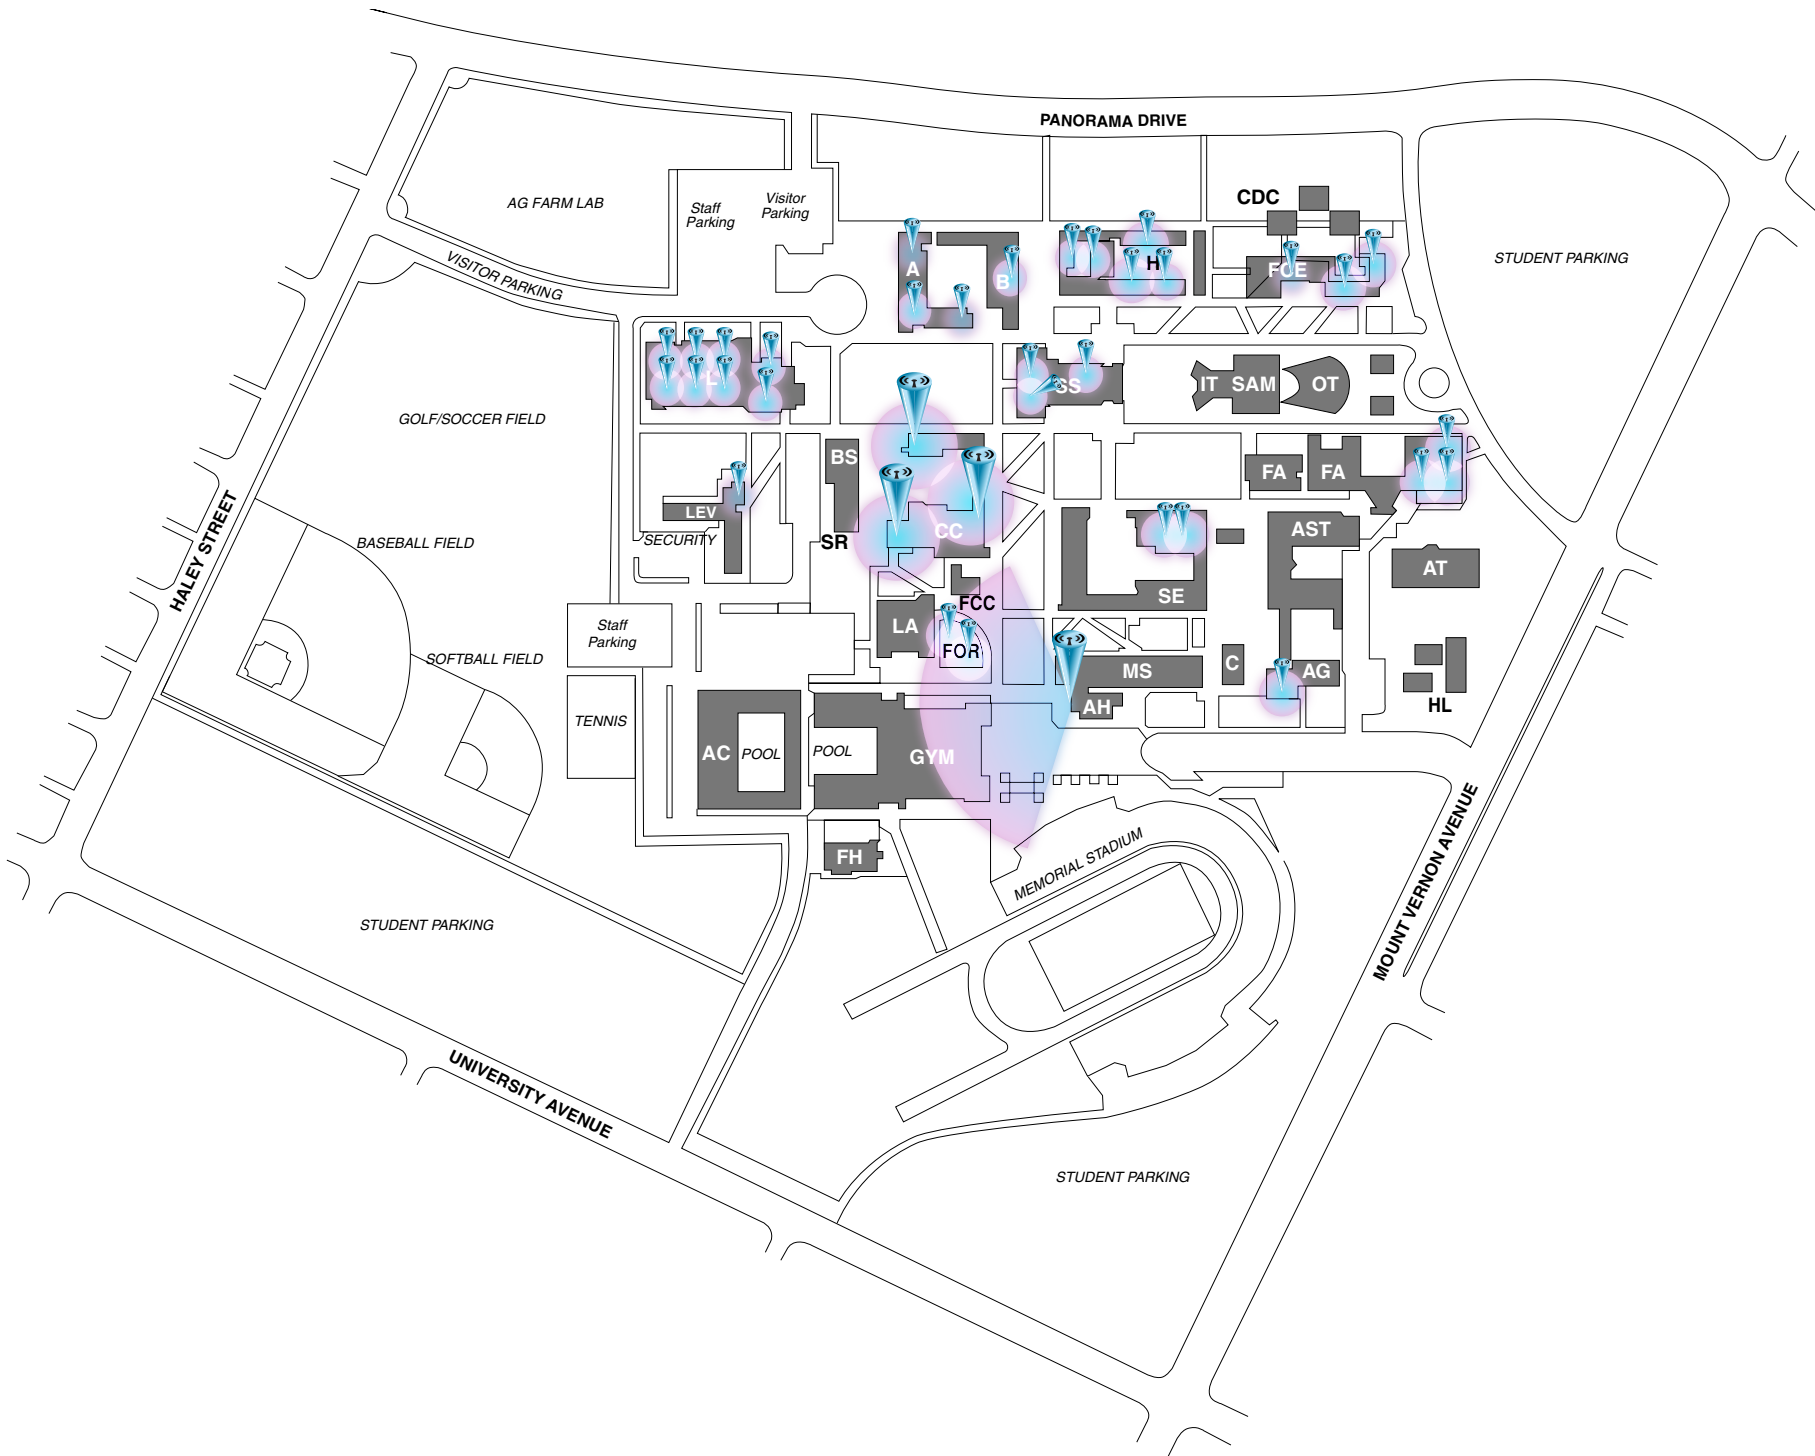 PANORAMA DRIVE
CDC
AG FARM LAB
Staff
Parking
Visitor
Parking
VISITOR PARKING
A
B
H
FCE
STUDENT PARKING
L
SS
IT
SAM
OT
GOLF/SOCCER FIELD
BS
FA
FA
LEV
SECURITY
SR
CC
AST
AT
HALEY STREET
BASEBALL FIELD
SE
FCC
LA
FOR
Staff
Parking
SOFTBALL FIELD
MS
C
AG
AH
HL
TENNIS
AC
POOL
POOL
GYM
FH
MEMORIAL STADIUM
MOUNT VERNON AVENUE
STUDENT PARKING
UNIVERSITY AVENUE
STUDENT PARKING